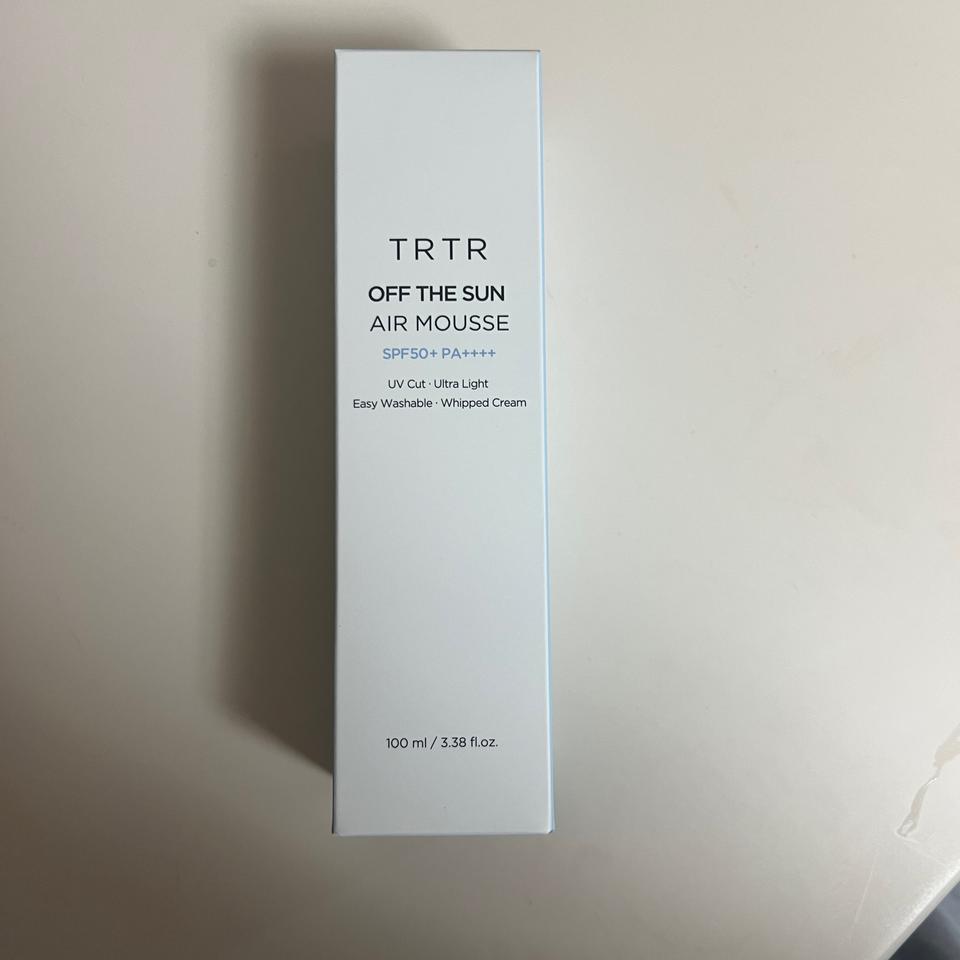 TRTR
OFF THE SUN
AIR MOUSSE
SPF50+ PA++++
UV Cut · Ultra Light
Easy Washable · Whipped Cream
100 ml / 3.38 fl.oz.